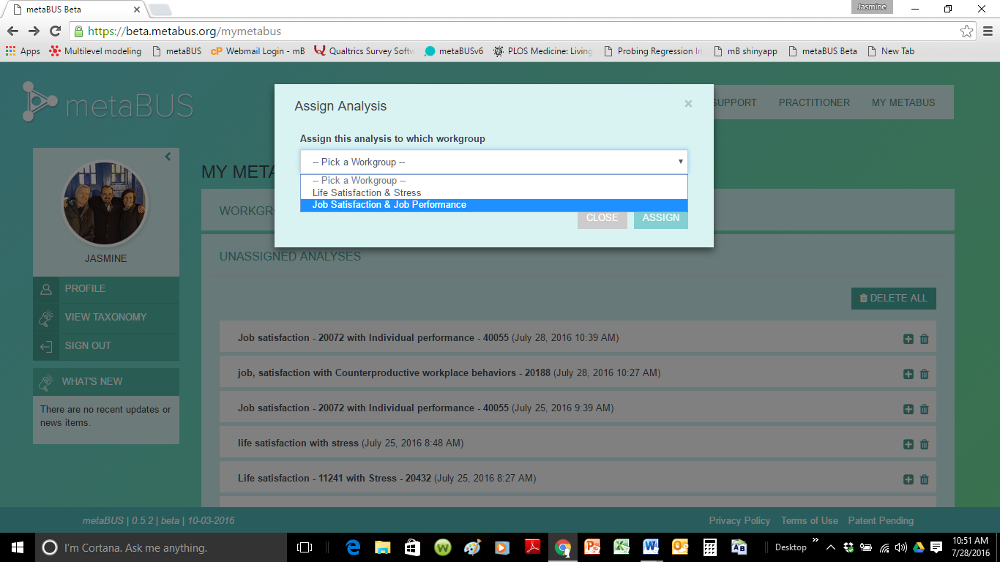 metaBUS Beta
Jasmine
https://beta.metabus.org/mymetabus
Apps Multilevel modeling metaBUS Webmail Login - mB Qualtrics Survey Softw metaBUSv6 PLOS Medicine: Living Probing Regression In mB shinyapp metaBUS Beta New Tab
metaBUS
SUPPORT PRACTITIONER MY METABUS
Assign Analysis
×
Assign this analysis to which workgroup
-- Pick a Workgroup --
-- Pick a Workgroup --
Life Satisfaction & Stress
Job Satisfaction & Job Performance
CLOSE ASSIGN
MY META
WORKGR
JASMINE
PROFILE
VIEW TAXONOMY
SIGN OUT
WHAT'S NEW
There are no recent updates or
news items.
UNASSIGNED ANALYSES
DELETE ALL
Job satisfaction - 20072 with Individual performance - 40055 (July 28, 2016 10:39 AM)
job, satisfaction with Counterproductive workplace behaviors - 20188 (July 28, 2016 10:27 AM)
Job satisfaction - 20072 with Individual performance - 40055 (July 25, 2016 9:39 AM)
life satisfaction with stress (July 25, 2016 8:48 AM)
Life satisfaction - 11241 with Stress - 20432 (July 25, 2016 8:27 AM)
metaBUS | 0.5.2 | beta | 10-03-2016
Privacy Policy Terms of Use Patent Pending
I'm Cortana. Ask me anything.
Desktop
10:51 AM
7/28/2016